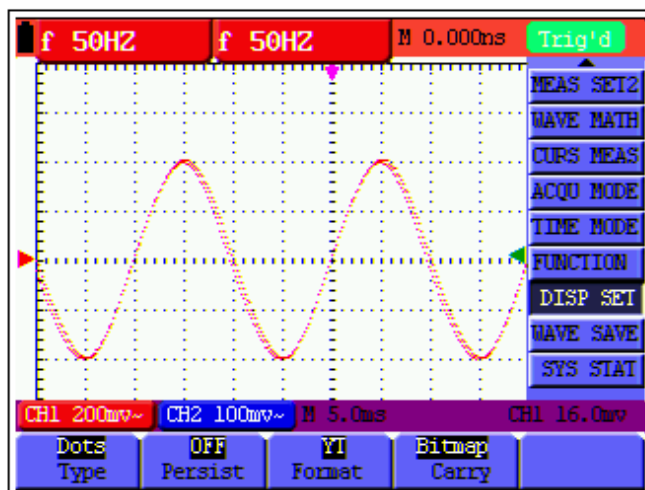 f 50HZ f 50HZ M 0.000ns Trig'd
MEAS SET2
WAVE MATH
CURS MEAS
ACQU MODE
TIME MODE
FUNCTION
DISP SET
WAVE SAVE
SYS STAT
CH1 200mv~ CH2 100mv~ M 5.0ms CH1 16.0mv
Dots OFF YT Bitmap
Type Persist Format Carry